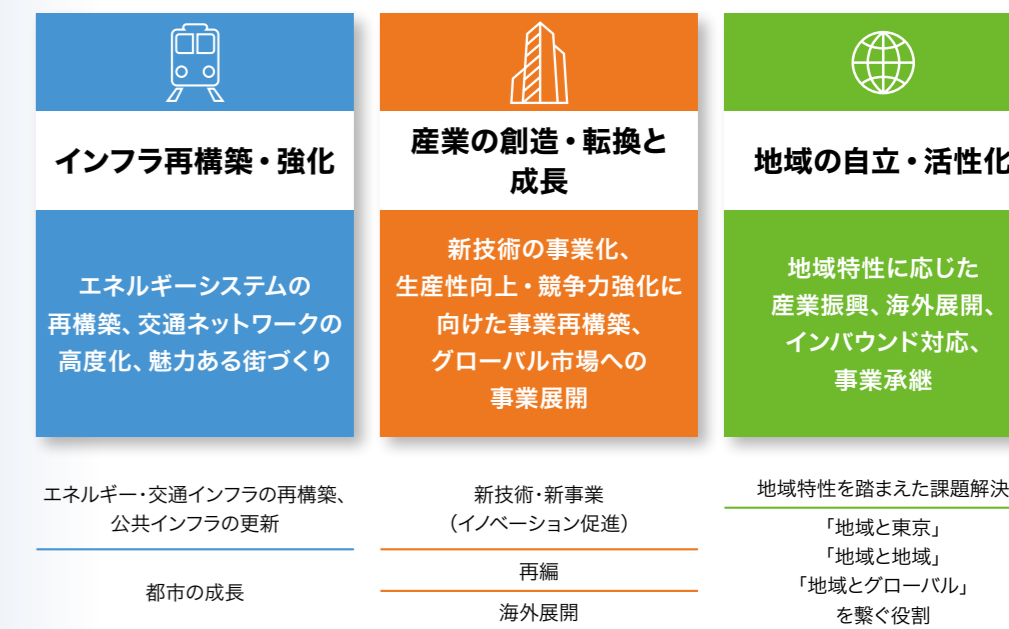 インフラ再構築・強化
エネルギーシステムの
再構築、交通ネットワークの
高度化、魅力ある街づくり
エネルギー・交通インフラの再構築、
公共インフラの更新
都市の成長
産業の創造・転換と
成長
新技術の事業化、
生産性向上・競争力強化に
向けた事業再構築、
グローバル市場への
事業展開
新技術・新事業
（イノベーション促進）
再編
海外展開
地域の自立・活性化
地域特性に応じた
産業振興、海外展開、
インバウンド対応、
事業承継
地域特性を踏まえた課題解決
「地域と東京」
「地域と地域」
「地域とグローバル」
を繋ぐ役割